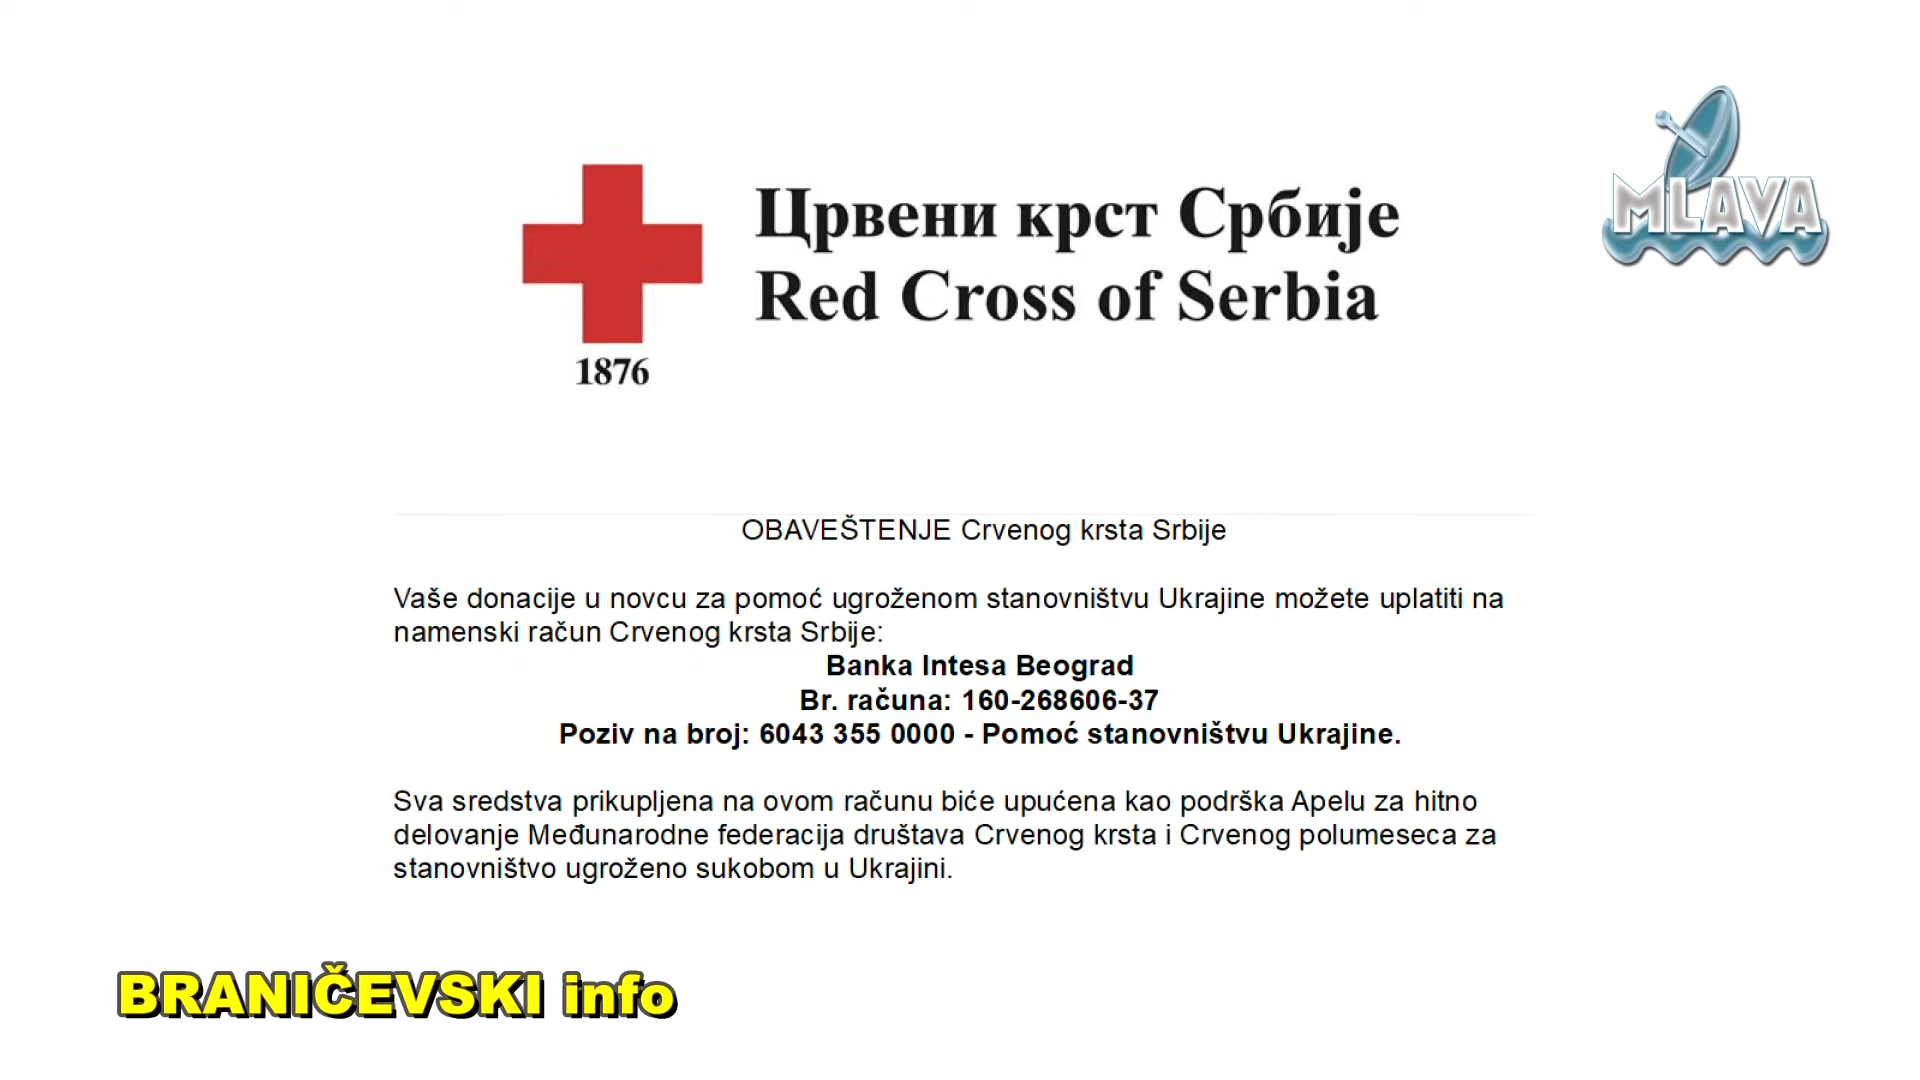 Црвени крст Србије
Red Cross of Serbia
1876
MLAVA
OBAVEŠTENJE Crvenog krsta Srbije
Vaše donacije u novcu za pomoć ugroženom stanovništvu Ukrajine možete uplatiti na
namenski račun Crvenog krsta Srbije:
Banka Intesa Beograd
Br. računa: 160-268606-37
Poziv na broj: 6043 355 0000 - Pomoć stanovništvu Ukrajine.
Sva sredstva prikupljena na ovom računu biće upućena kao podrška Apelu za hitno
delovanje Međunarodne federacija društava Crvenog krsta i Crvenog polumeseca za
stanovništvo ugroženo sukobom u Ukrajini.
BRANIČEVSKI info